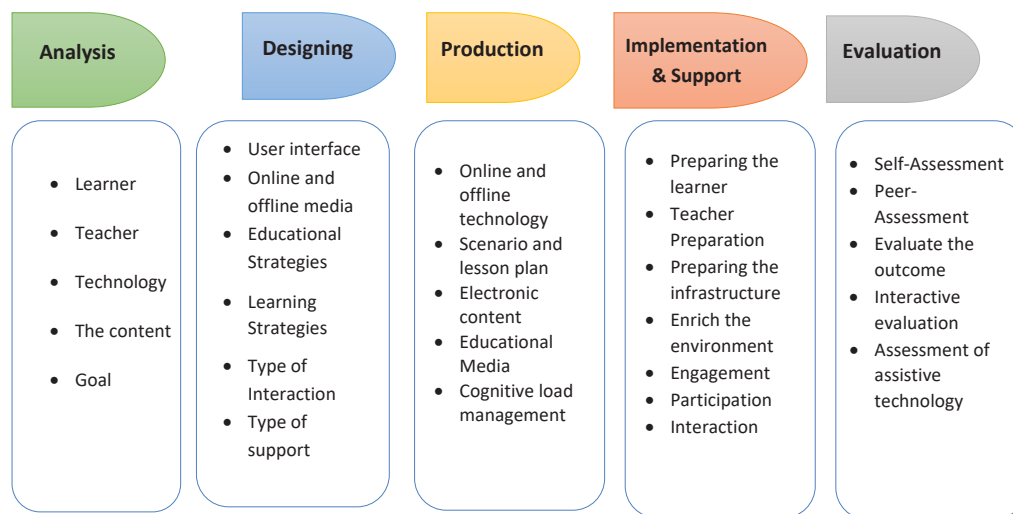 Analysis
Designing
Production
Implementation
& Support
Evaluation
• Learner
• Teacher
• Technology
• The content
• Goal
• User interface
• Online and
offline media
• Educational
Strategies
• Learning
Strategies
• Type of
Interaction
• Type of
support
• Online and
offline
technology
• Scenario and
lesson plan
• Electronic
content
• Educational
Media
• Cognitive load
management
• Preparing the
learner
• Teacher
Preparation
• Preparing the
infrastructure
• Enrich the
environment
• Engagement
• Participation
• Interaction
• Self-Assessment
• Peer-
Assessment
• Evaluate the
outcome
• Interactive
evaluation
• Assessment of
assistive
technology